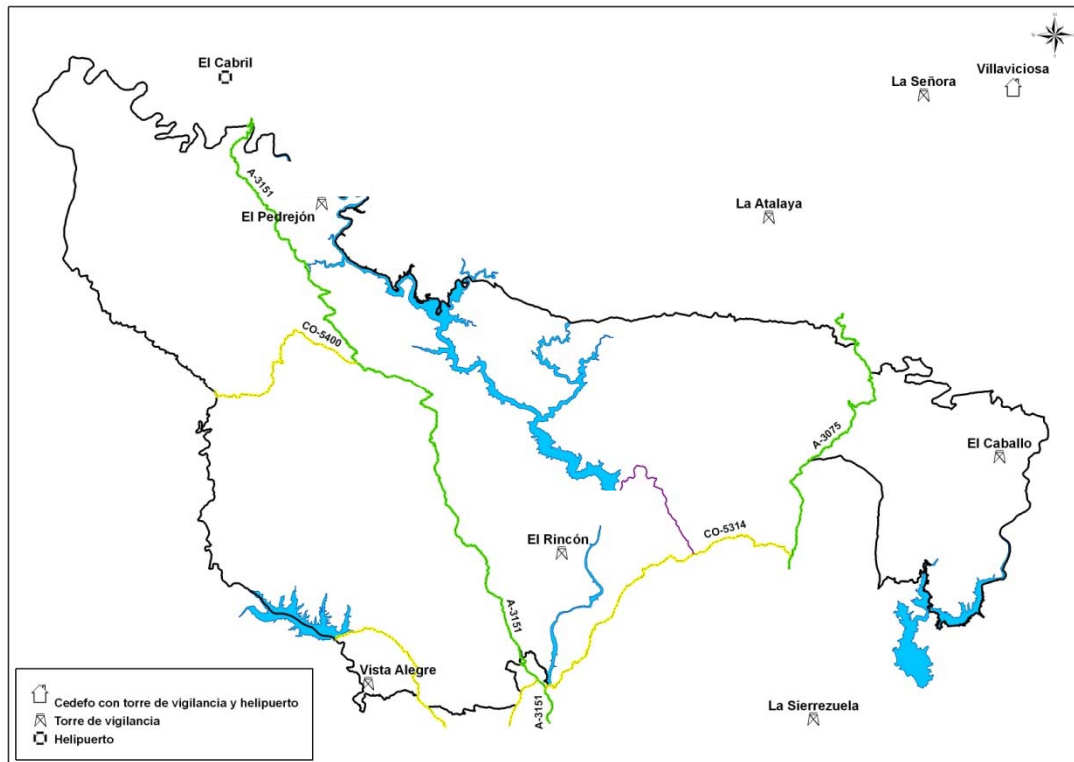 El Cabril
Villaviciosa
La Señora
A-3151
El Pedrejón
La Atalaya
CO-5400
A-3075
El Caballo
CO-5314
El Rincón
A-3151
Vista Alegre
A-3151
La Sierrezuela
Cedefo con torre de vigilancia y helipuerto
Torre de vigilancia
Helipuerto